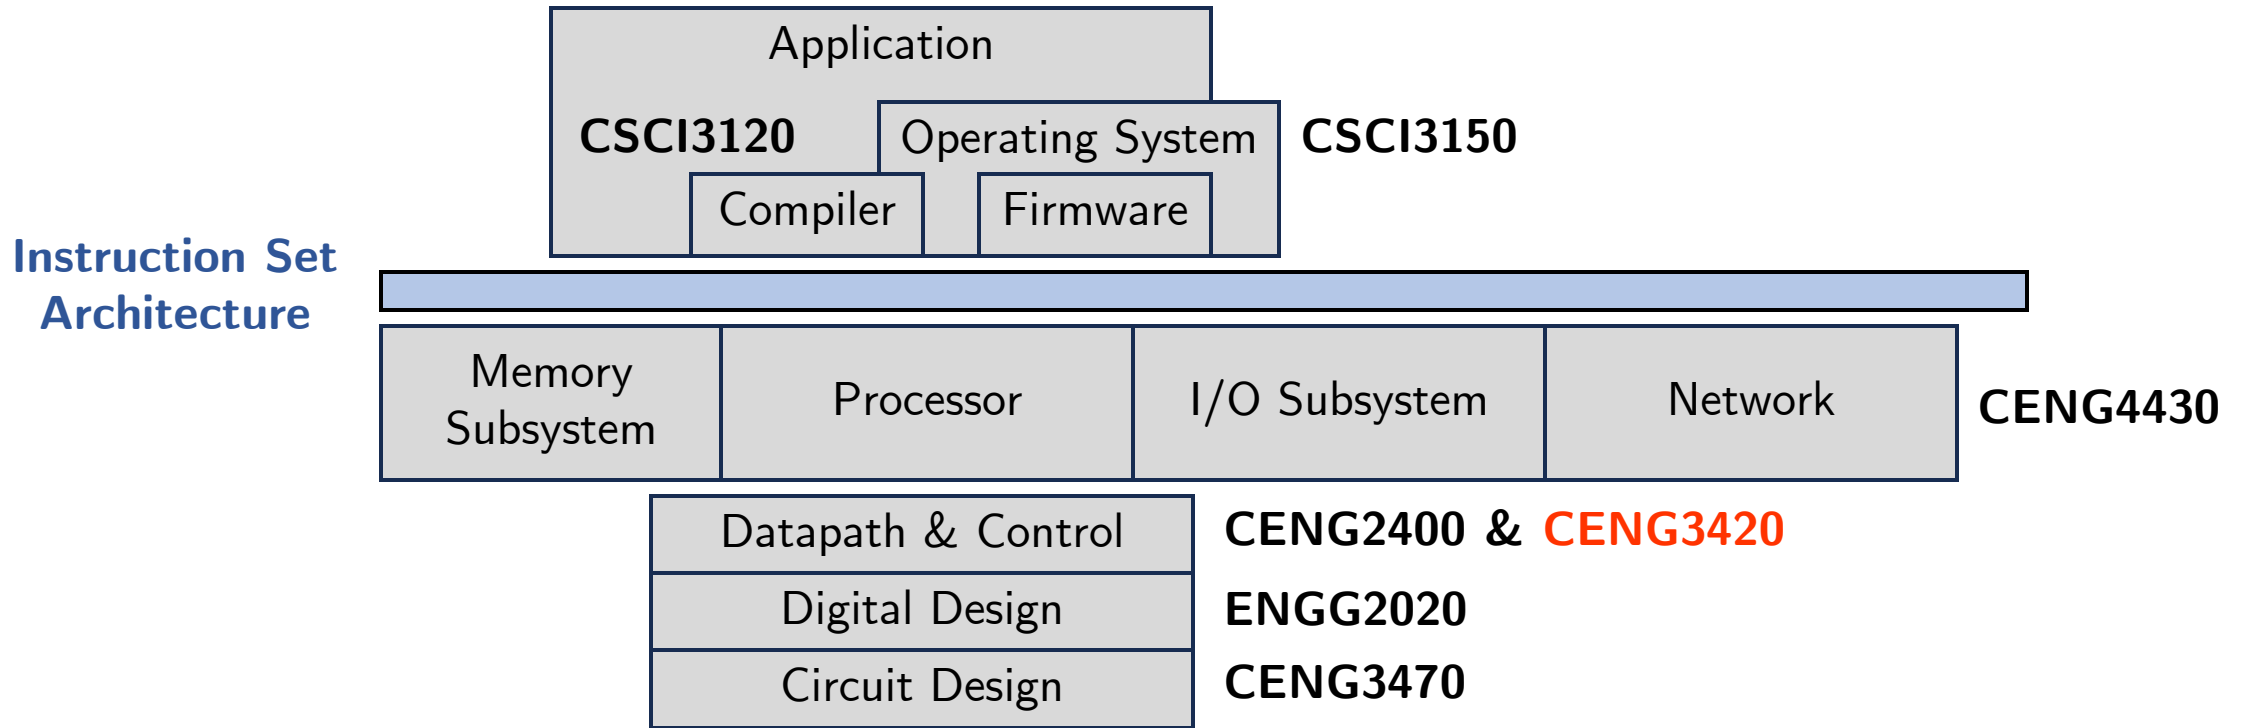 Application
CSCI3120
Operating System
CSCI3150
Compiler
Firmware
Instruction Set
Architecture
Memory
Subsystem
Processor
I/O Subsystem
Network
CENG4430
Datapath & Control
CENG2400 & CENG3420
Digital Design
ENGG2020
Circuit Design
CENG3470